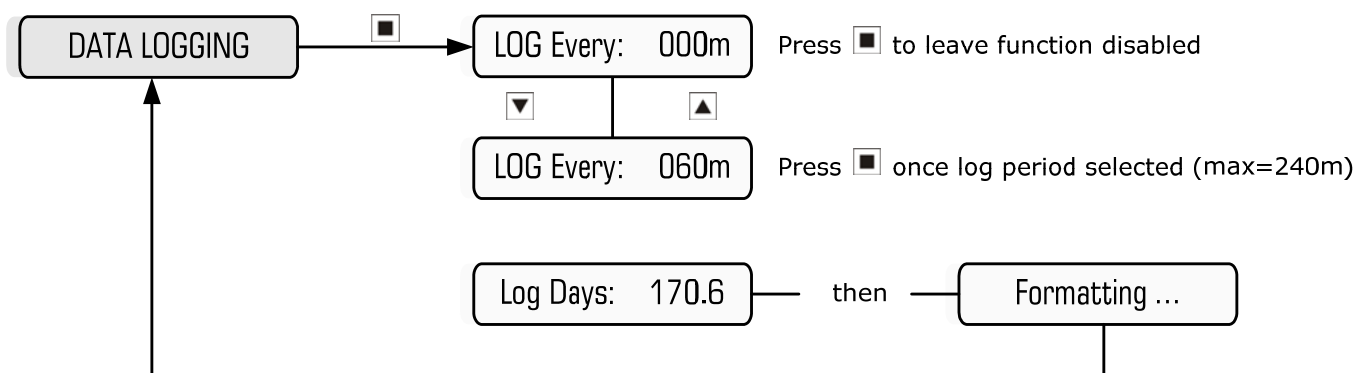 DATA LOGGING
LOG Every: 000m
Press to leave function disabled
LOG Every: 060m
Press once log period selected (max=240m)
Log Days: 170.6
then
Formatting ...